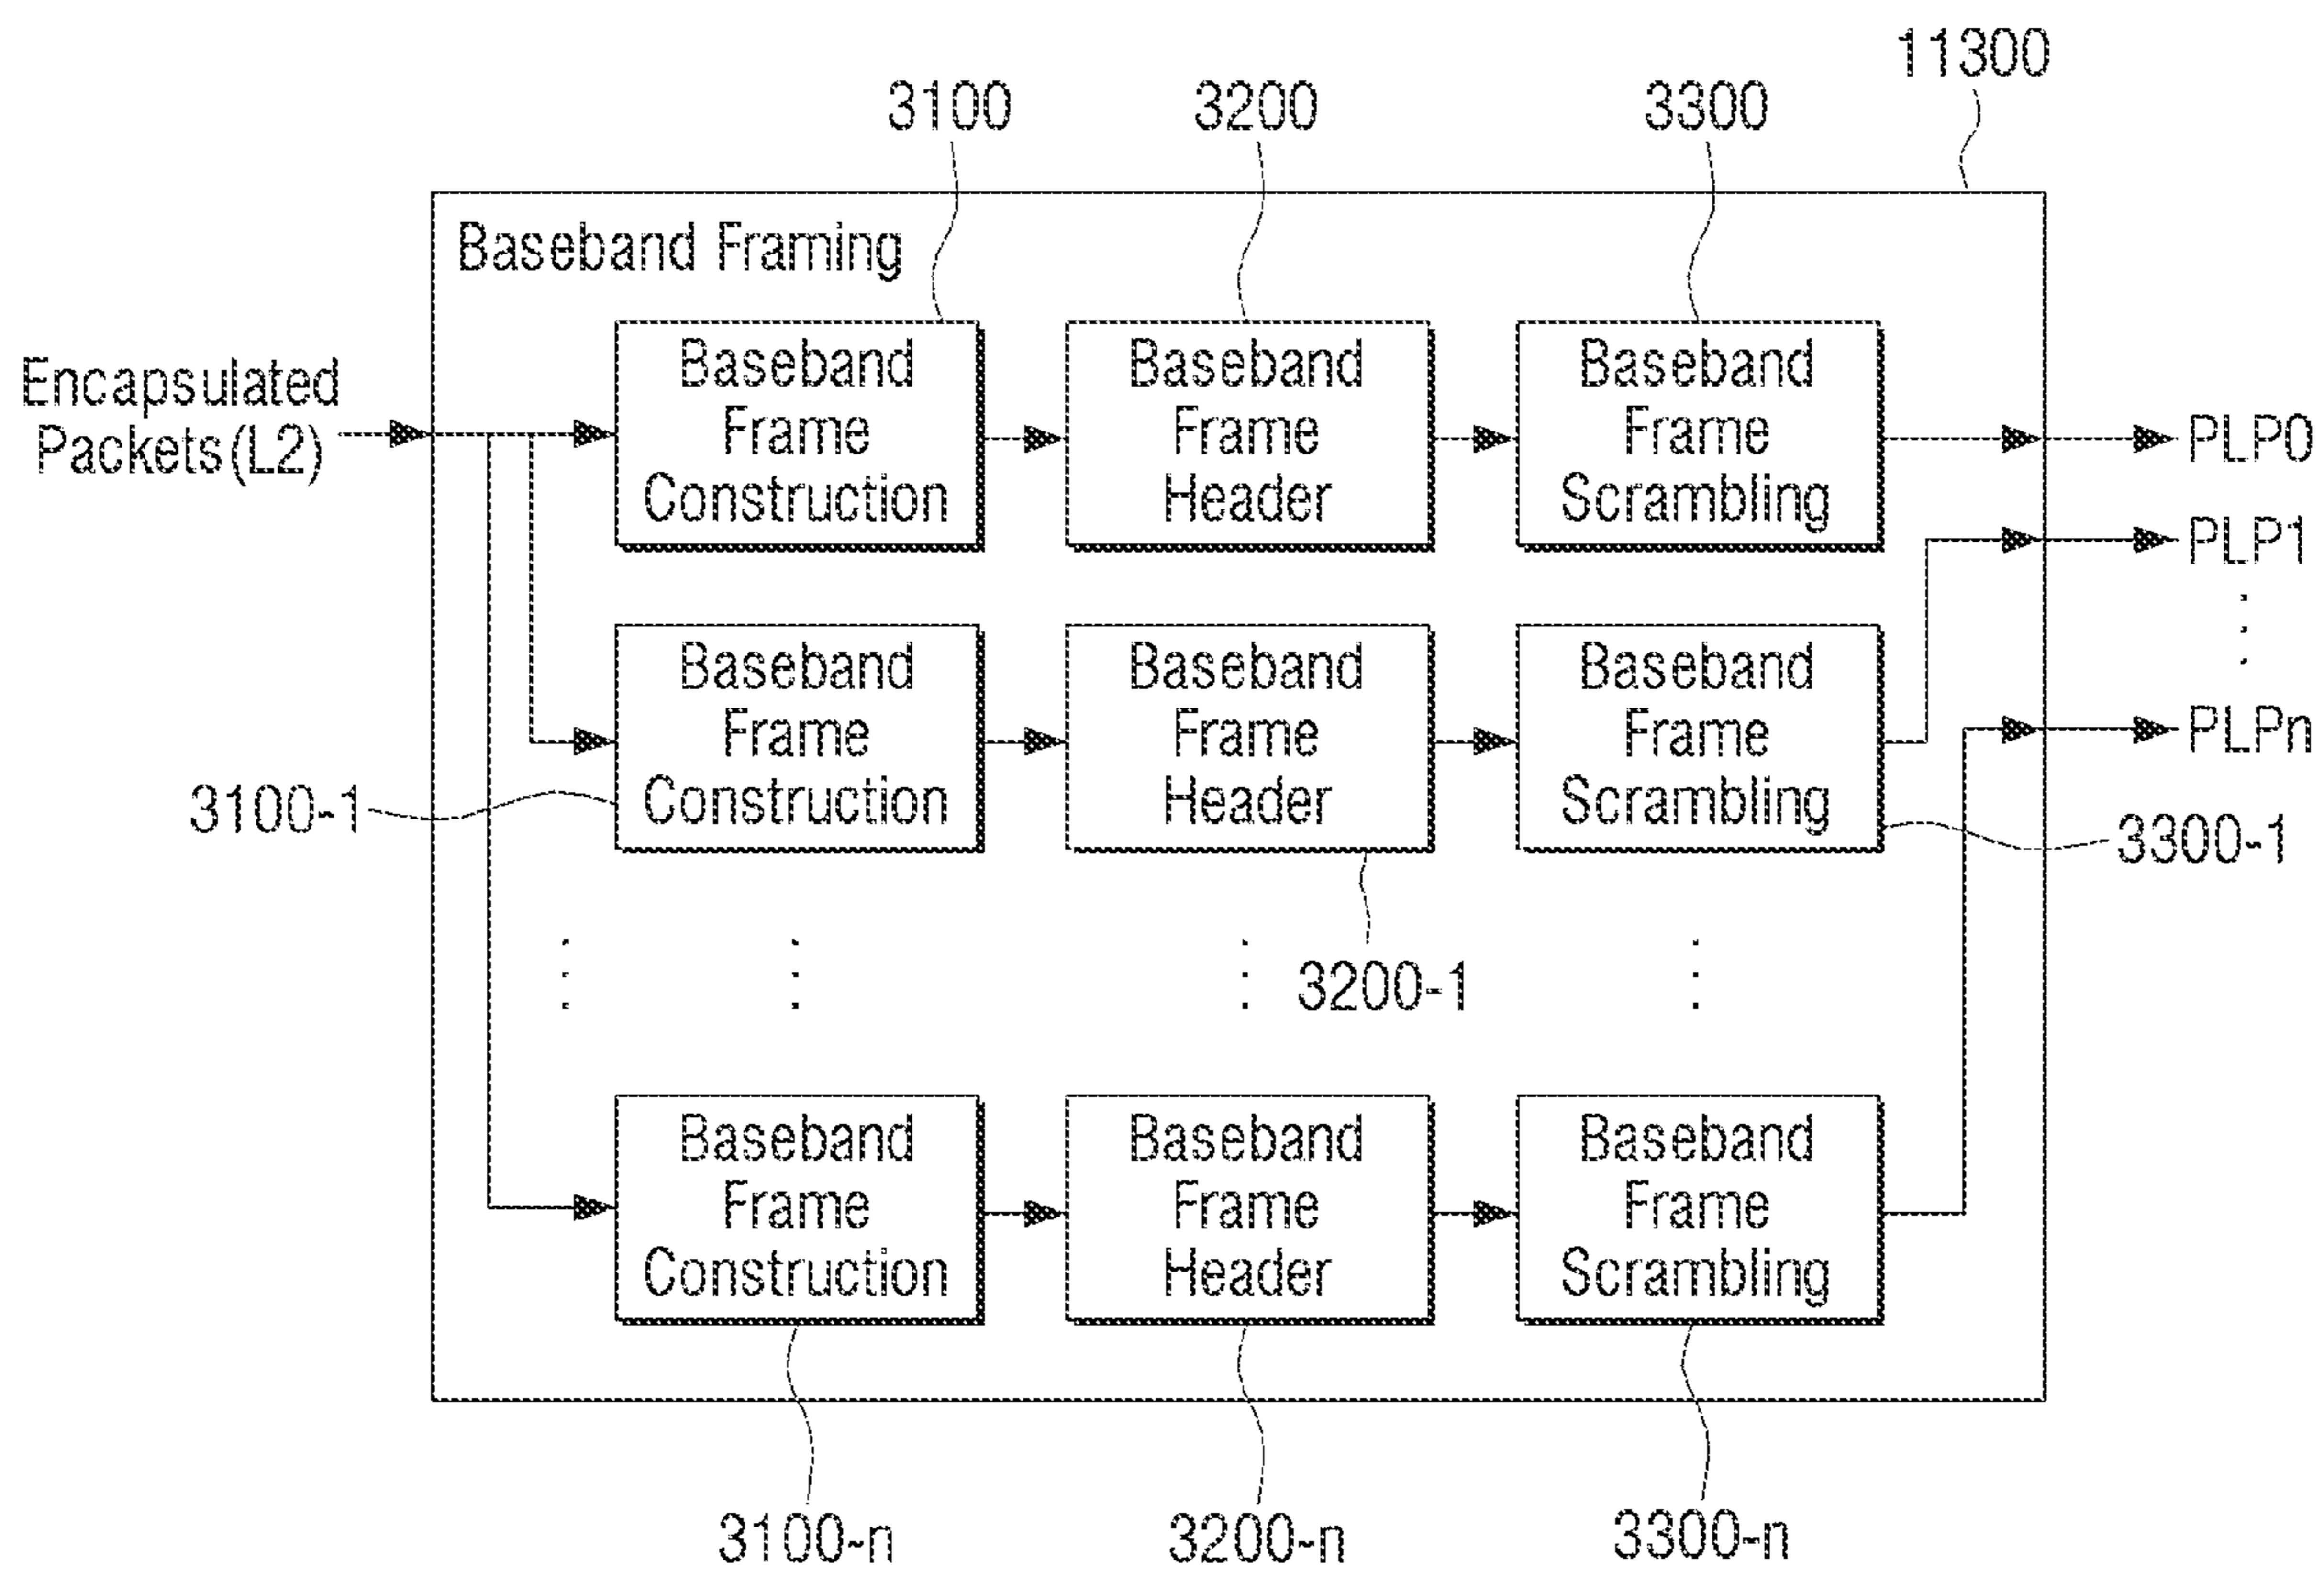 11300
3100
3200
3300
Baseband Framing
Encapsulated
Packets(L2)
Baseband
Frame
Construction
Baseband
Frame
Header
Baseband
Frame
Scrambling
PLP0
PLP1
PLPn
Baseband
Frame
Construction
Baseband
Frame
Header
Baseband
Frame
Scrambling
3100-1
3200-1
3300-1
Baseband
Frame
Construction
Baseband
Frame
Header
Baseband
Frame
Scrambling
3100-n
3200-n
3300-n